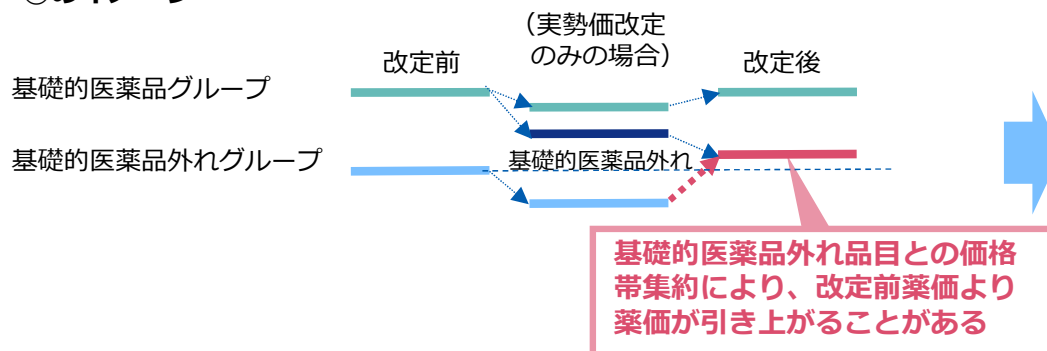 （実勢価改定
のみの場合）
改定前
改定後
基礎的医薬品グループ
基礎的医薬品外れグループ
基礎的医薬品外れ
基礎的医薬品外れ品目との価格
帯集約により、改定前薬価より
薬価が引き上がることがある